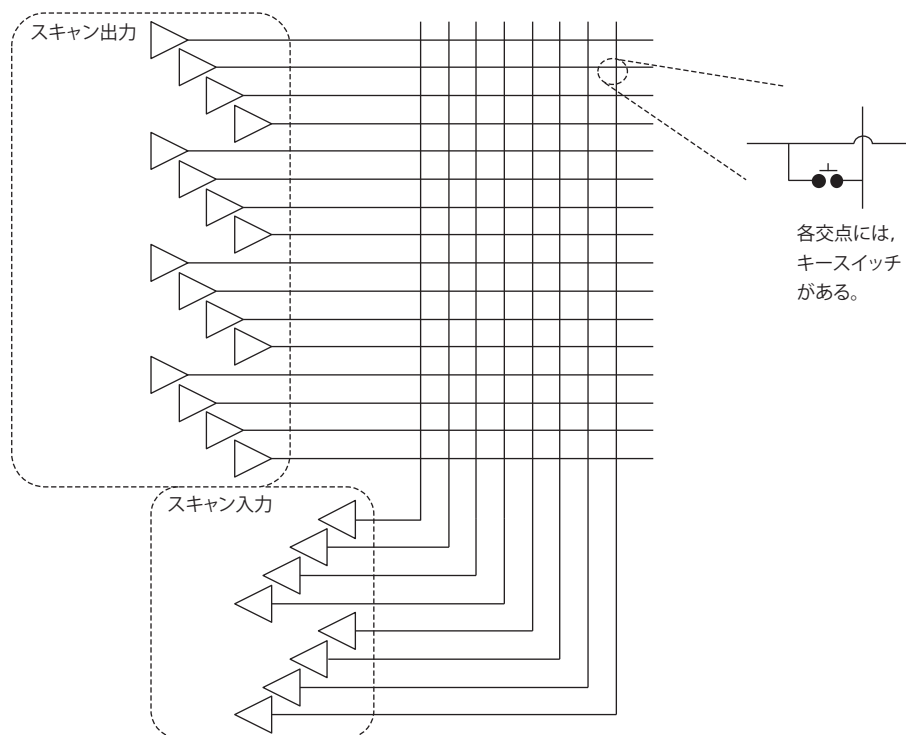 スキャン出力
各交点には,
キースイッチ
がある。
スキャン入力